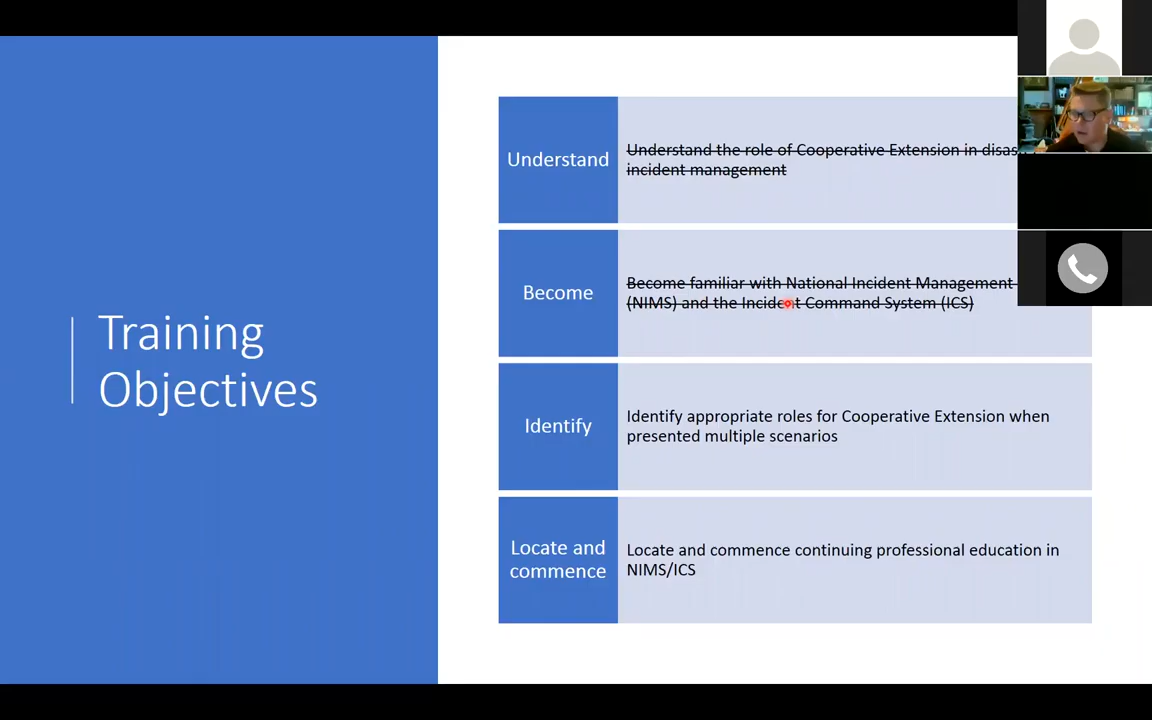 Training
Objectives
Understand
Understand the role of Cooperative Extension in
incident management
Become
Become familiar with National Incident Management
(NIMS) and the Incident Command System (ICS)
Identify
Identify appropriate roles for Cooperative Extension when
presented multiple scenarios
Locate and
commence
Locate and commence continuing professional education in
NIMS/ICS